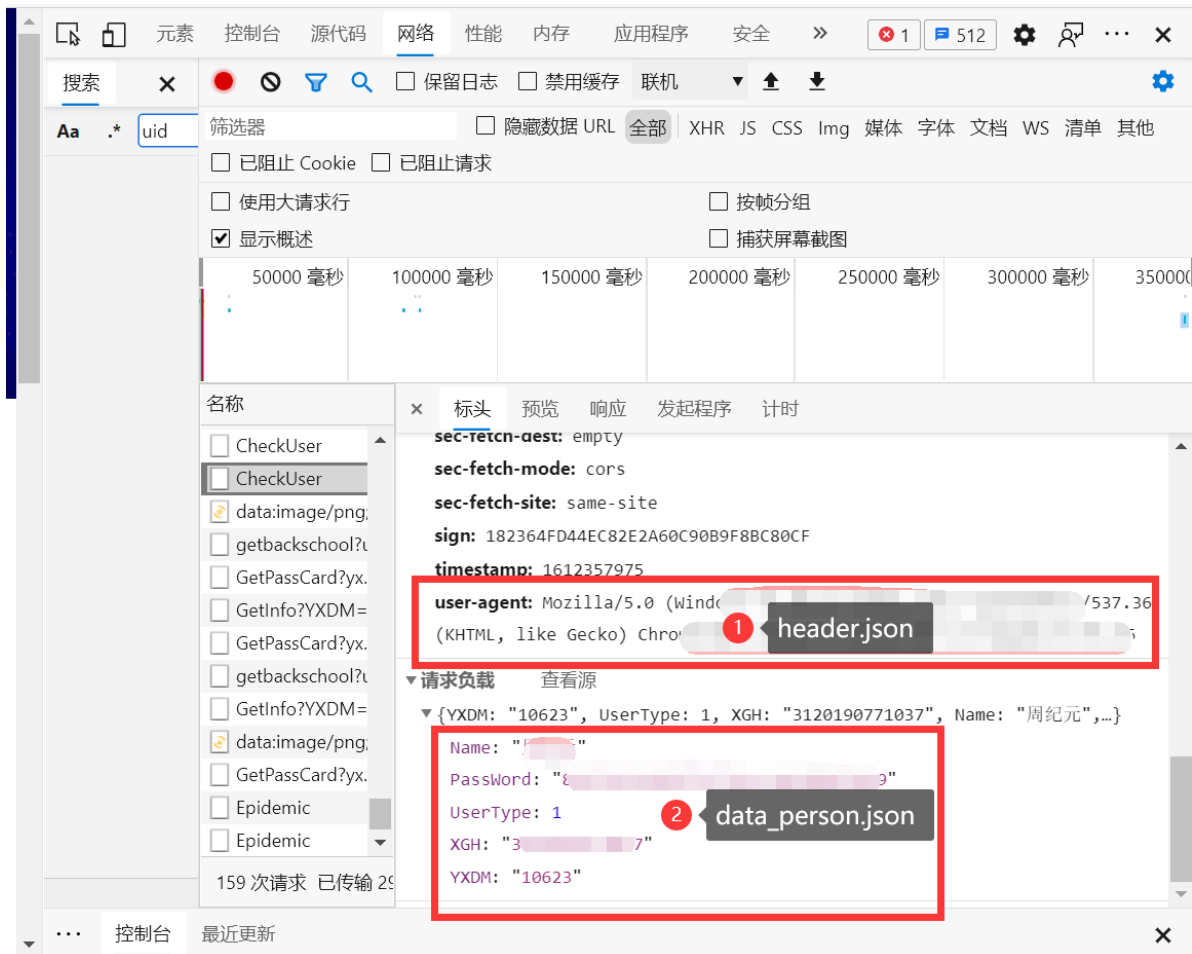 元素 控制台 源代码 网络 性能 内存 应用程序 安全 » 1 512 ···
搜索 保留日志 禁用缓存 联机
Aa .* uid 筛选器 隐藏数据 URL 全部 XHR JS CSS Img 媒体 字体 文档 WS 清单 其他
已阻止 Cookie 已阻止请求
使用大请求行 按帧分组
显示概述 捕获屏幕截图
50000 毫秒 100000 毫秒 150000 毫秒 200000 毫秒 250000 毫秒 300000 毫秒 35000
名称 × 标头 预览 响应 发起程序 计时
sec-fetch-dest: empty
CheckUser
sec-fetch-mode: cors
CheckUser
sec-fetch-site: same-site
data:image/png;
sign: 182364FD44EC82E2A60C90B9F8BC80CF
getbackschool?u
timestamp: 1612357975
GetPassCard?yx.
user-agent: Mozilla/5.0 (Windo /537.36
GetInfo?YXDM=
1 header.json
(KHTML, like Gecko) Chro 5
GetPassCard?yx.
getbackschool?u
请求负载 查看源
GetInfo?YXDM=
{YXDM: "10623", UserType: 1, XGH: "3120190771037", Name: "周纪元",…}
data:image/png;
Name: " "
GetPassCard?yx.
PassWord: "8 9"
Epidemic
UserType: 1
2 data_person.json
Epidemic
XGH: "3 7"
159 次请求 已传输 29
YXDM: "10623"
··· 控制台 最近更新